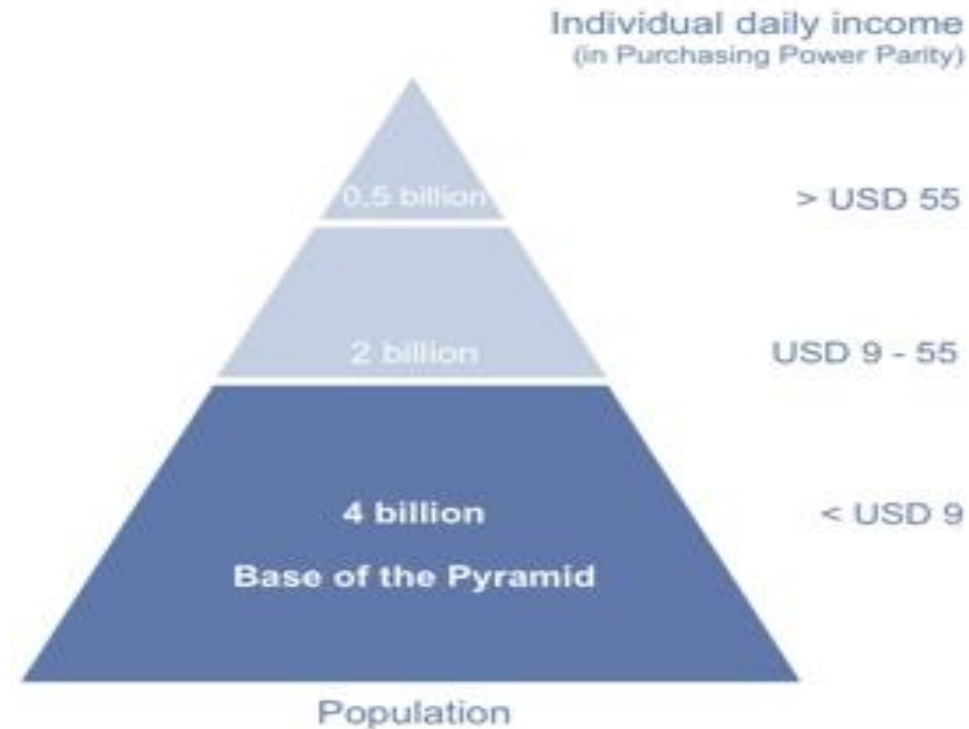 Individual daily income
(in Purchasing Power Parity)
0.5 billion
> USD 55
2 billion
USD 9 - 55
4 billion
< USD 9
Base of the Pyramid
Population